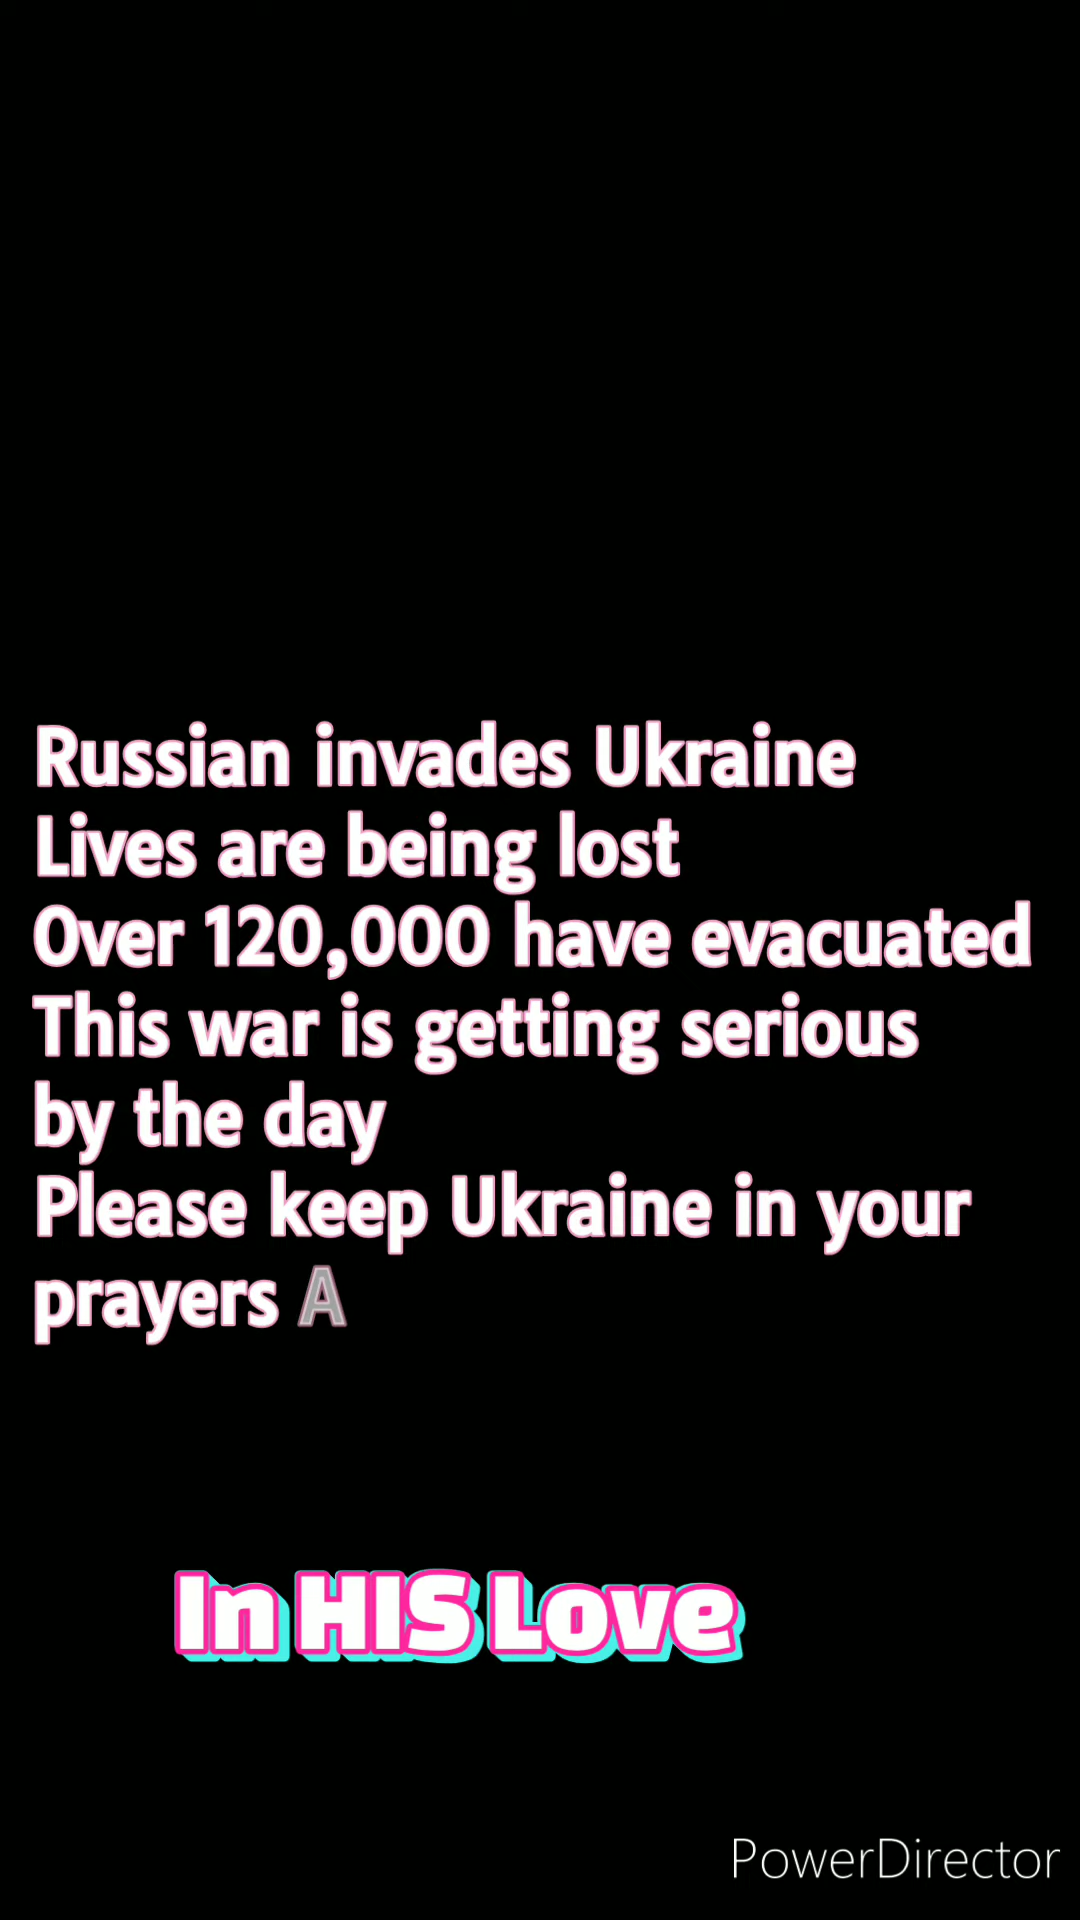 Russian invades Ukraine
Lives are being lost
Over 120,000 have evacuated
This war is getting serious
by the day
Please keep Ukraine in your
prayers A
In HIS Love
PowerDirector